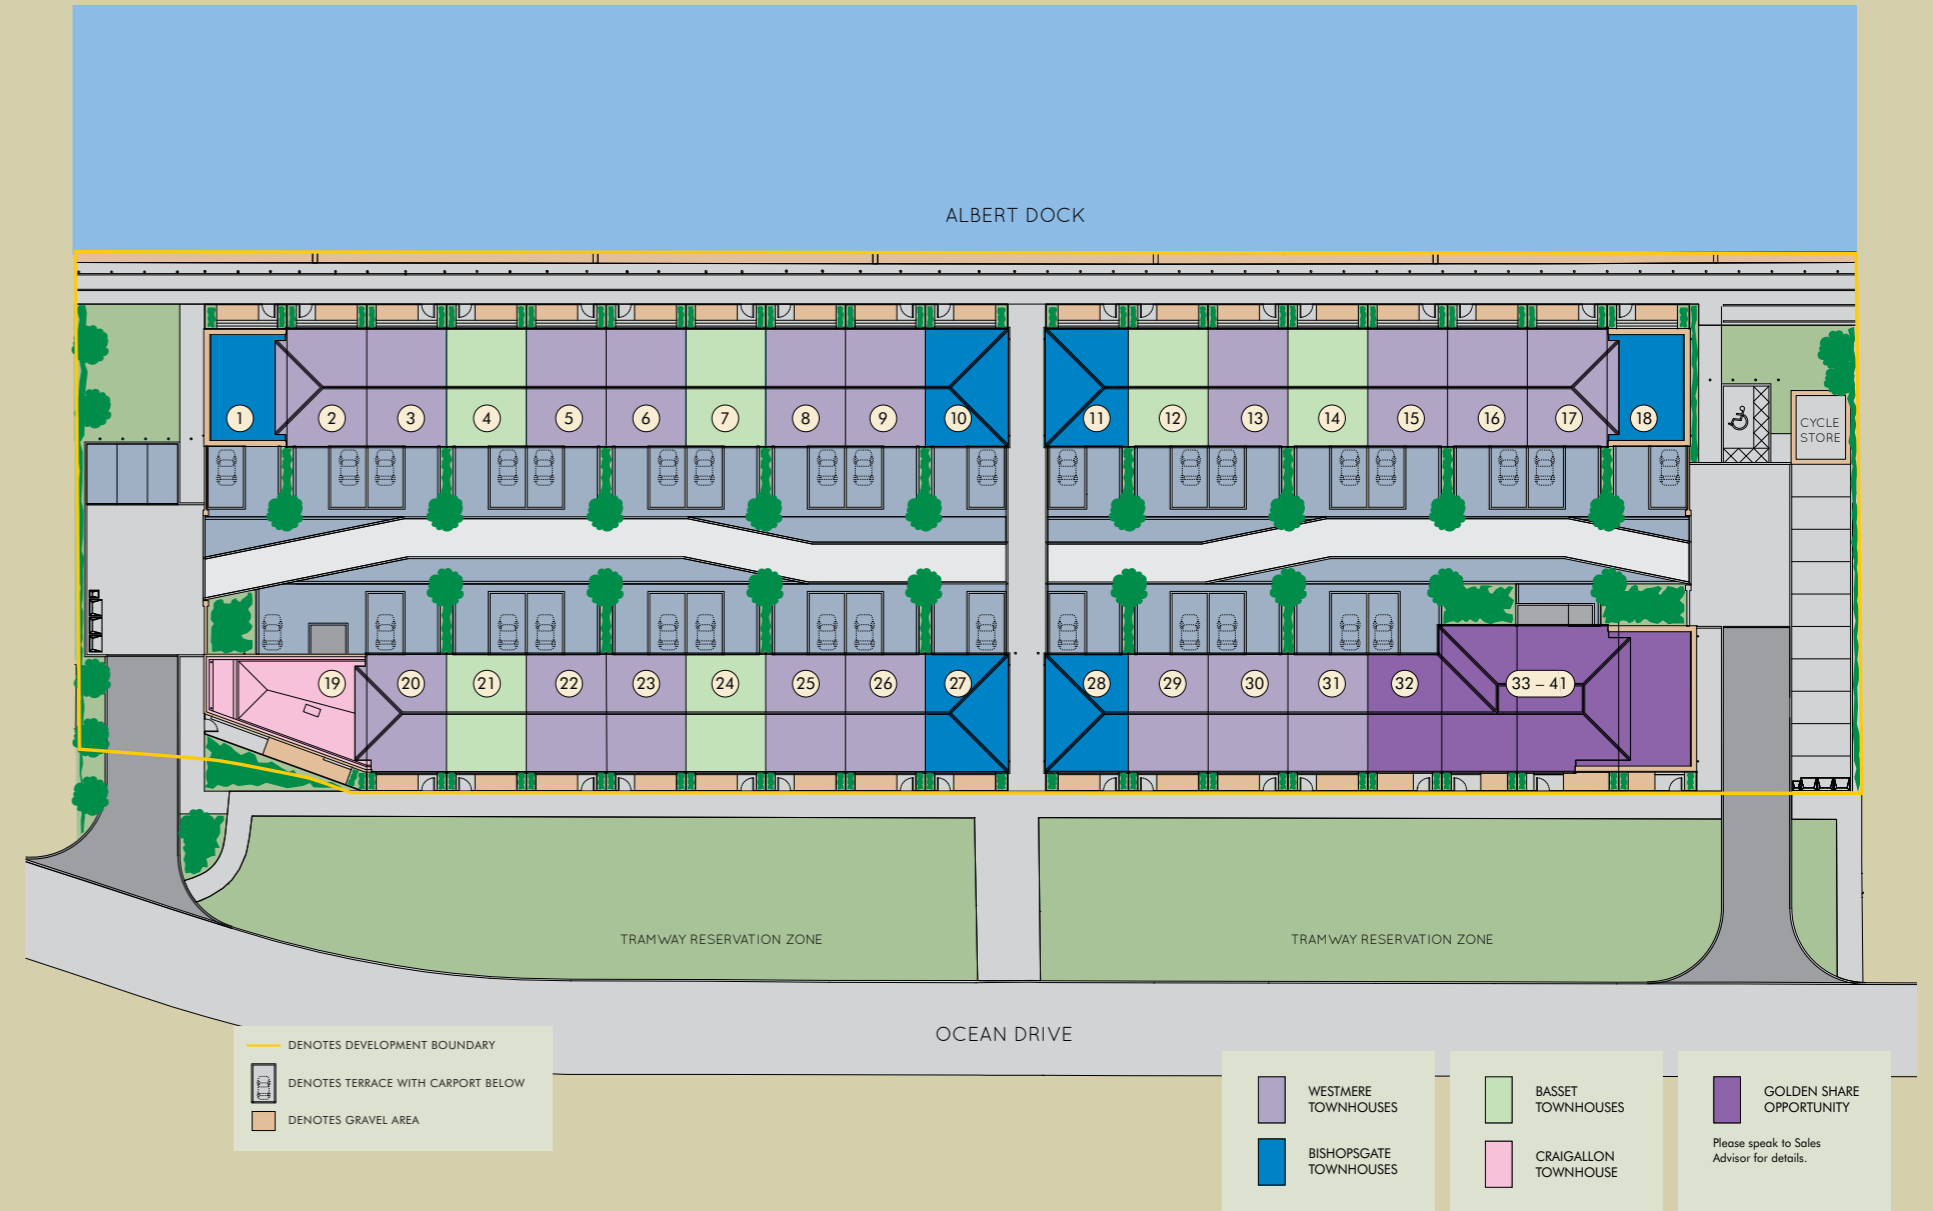 ALBERT DOCK
1
2
3
4
5
6
7
8
9
10
11
12
13
14
15
16
17
18
CYCLE
STORE
19
20
21
22
23
24
25
26
27
28
29
30
31
32
33 – 41
TRAMWAY RESERVATION ZONE
TRAMWAY RESERVATION ZONE
OCEAN DRIVE
DENOTES DEVELOPMENT BOUNDARY
DENOTES TERRACE WITH CARPORT BELOW
DENOTES GRAVEL AREA
WESTMERE
TOWNHOUSES
BISHOPSGATE
TOWNHOUSES
BASSET
TOWNHOUSES
CRAIGALLON
TOWNHOUSE
GOLDEN SHARE
OPPORTUNITY
Please speak to Sales
Advisor for details.